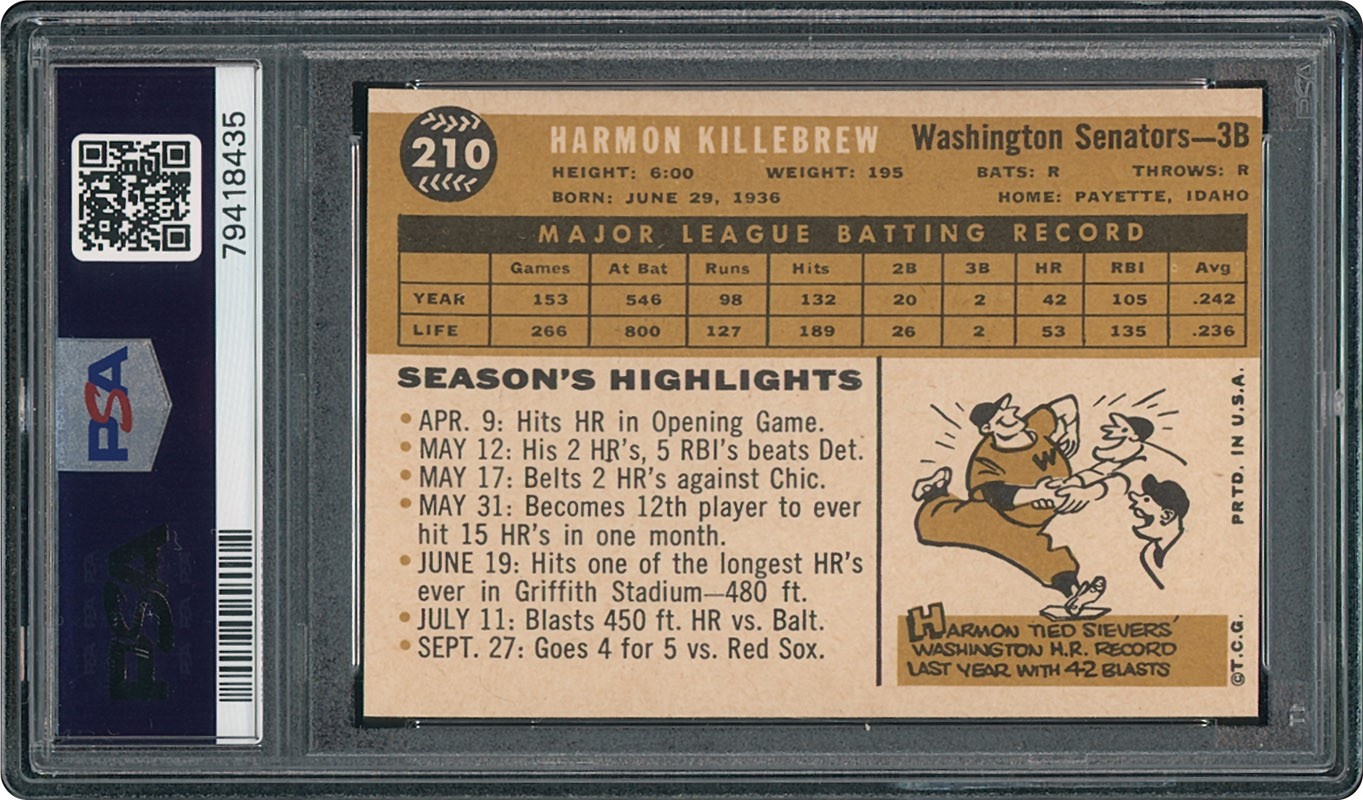 79418435
PSA
PSA
210
HARMON KILLEBREW Washington Senators—3B
HEIGHT: 6:00 WEIGHT: 195 BATS: R THROWS: R
BORN: JUNE 29, 1936 HOME: PAYETTE, IDAHO
MAJOR LEAGUE BATTING RECORD
Games At Bat Runs Hits 2B 3B HR RBI Avg
YEAR 153 546 98 132 20 2 42 105 .242
LIFE 266 800 127 189 26 2 53 135 .236
SEASON'S HIGHLIGHTS
• APR. 9: Hits HR in Opening Game.
• MAY 12: His 2 HR's, 5 RBI's beats Det.
• MAY 17: Belts 2 HR's against Chic.
• MAY 31: Becomes 12th player to ever
hit 15 HR's in one month.
• JUNE 19: Hits one of the longest HR's
ever in Griffith Stadium—480 ft.
• JULY 11: Blasts 450 ft. HR vs. Balt.
• SEPT. 27: Goes 4 for 5 vs. Red Sox.
W
HARMON TIED SIEVERS'
WASHINGTON H.R. RECORD
LAST YEAR WITH 42 BLASTS
©T.C.G. PRTD. IN U.S.A.
PSA